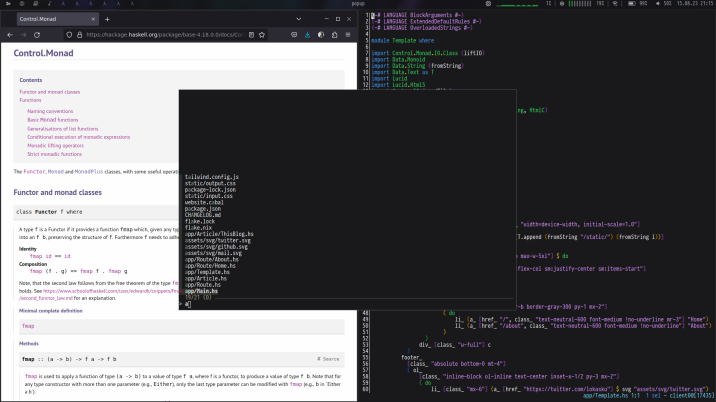 popup
19%
98%
50%
15.08.23
21:15
Control.Monad
https://hackage.haskell.org/package/base-4.18.0.0/docs/Con
Control.Monad
Contents
Functor and monad classes
Functions
Naming conventions
Basic Monad functions
Generalisations of list functions
Conditional execution of monadic expressions
Monadic lifting operators
Strict monadic functions
The Functor, Monad and MonadPlus classes, with some useful operat
Functor and monad classes
class Functor f where
A type f is a Functor if it provides a function fmap which, given any typ
into an f b, preserving the structure of f. Furthermore f needs to adhe
Identity
fmap id == id
Composition
fmap (f . g) == fmap f . fmap g
Note, that the second law follows from the free theorem of the type fm
holds. See https://www.schoolofhaskell.com/user/edwardk/snippets/fm
/second_functor_law.md for an explanation.
Minimal complete definition
fmap
Methods
fmap :: (a -> b) -> f a -> f b
# Source
fmap is used to apply a function of type (a -> b) to a value of type f a, where f is a functor, to produce a value of type f b. Note that for
any type constructor with more than one parameter (e.g., Either), only the last type parameter can be modified with fmap (e.g., b in `Either
a b`).
tailwind.config.js
static/output.css
package-lock.json
static/input.css
website.cabal
package.json
CHANGELOG.md
flake.lock
flake.nix
app/Article/ThisBlog.hs
assets/svg/twitter.svg
assets/svg/github.svg
assets/svg/mail.svg
app/Route/About.hs
app/Route/Home.hs
app/Template.hs
app/Article.hs
app/Route.hs
app/Main.hs
19/21 (0)
> a
1 {-# LANGUAGE BlockArguments #-}
2 {-# LANGUAGE ExtendedDefaultRules #-}
3 {-# LANGUAGE OverloadedStrings #-}
4
5 module Template where
6
7 import Control.Monad.IO.Class (liftIO)
8 import Data.Monoid
9 import Data.String (fromString)
10 import Data.Text as T
11 import Lucid
12 import Lucid.Html5
ng, HtmlC)
"width=device-width, initial-scale=1.0"]
T.append (fromString "/static/") (fromString l))]
max-w-5xl"] $ do
flex-col sm:justify-center sm:items-start"]
-b border-gray-300 py-1 mx-2"]
48 ( do
49 li_ (a_ [href_ "/", class_ "text-neutral-600 font-medium !no-underline mr-3"] "Home")
50 li_ (a_ [href_ "/about", class_ "text-neutral-600 font-medium !no-underline"] "About")
51 )
52 )
53 div_ [class_ "w-full"] c
54 )
55 footer_
56 [class_ "absolute bottom-0 mt-4"]
57 ( ol_
58 [class_ "inline-block ol-inline text-center inset-x-1/2 py-3 mx-2"]
59 ( do
60 li_ [class_ "mx-6"] (a_ [href_ "https://twitter.com/lokasku"] $ svg "assets/svg/twitter.svg")
app/Template.hs 1:1 1 sel - client0@[17435]